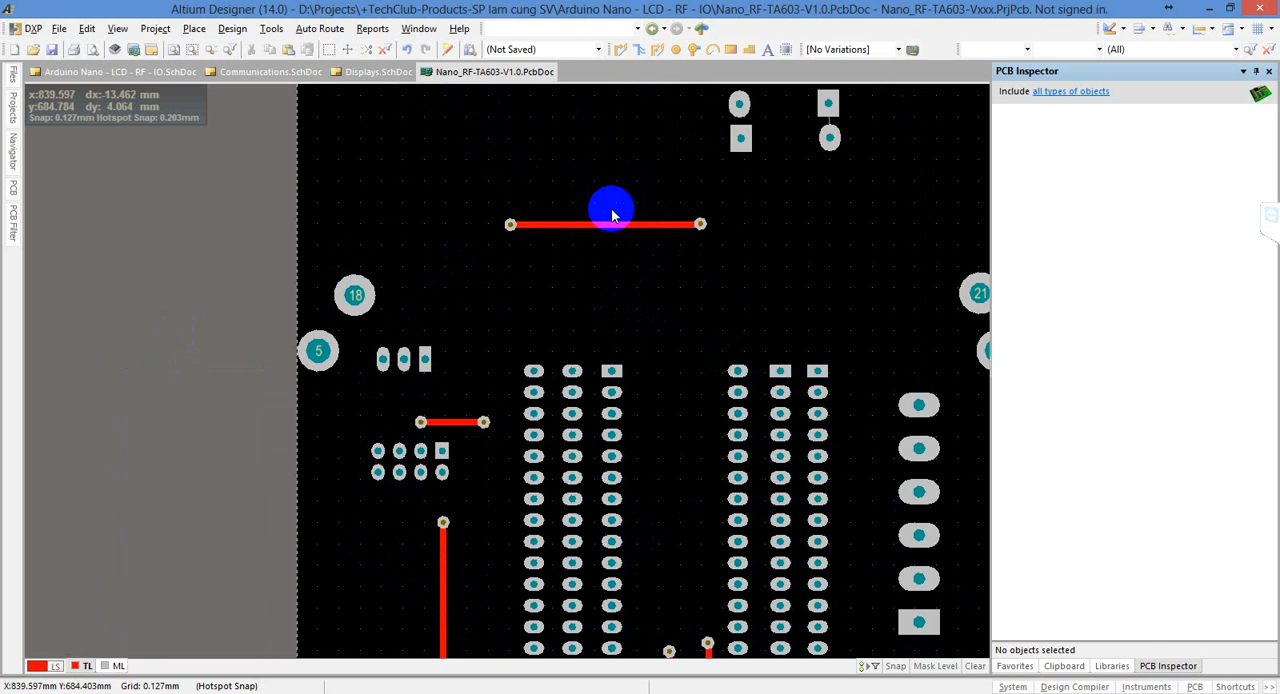 Altium Designer (14.0) - D:\Projects\+TechClub-Products-SP lam cung SV\Arduino Nano - LCD - RF - IO\Nano_RF-TA603-V1.0.PcbDoc - Nano_RF-TA603-Vxxx.PrjPcb. Not signed in.
DXP File Edit View Project Place Design Tools Auto Route Reports Window Help
(Not Saved) [No Variations] (All)
Arduino Nano - LCD - RF - IO.SchDoc Communications.SchDoc Displays.SchDoc Nano_RF-TA603-V1.0.PcbDoc
PCB Inspector
Include all types of objects
x:839.597 dx:-13.462 mm
y:684.784 dy: 4.064 mm
Snap: 0.127mm Hotspot Snap: 0.203mm
Files
Projects
Navigator
PCB
PCB Filter
18
21
5
No objects selected
LS TL ML Snap Mask Level Clear Favorites Clipboard Libraries PCB Inspector
X:839.597mm Y:684.403mm Grid: 0.127mm (Hotspot Snap) System Design Compiler Instruments PCB Shortcuts >>